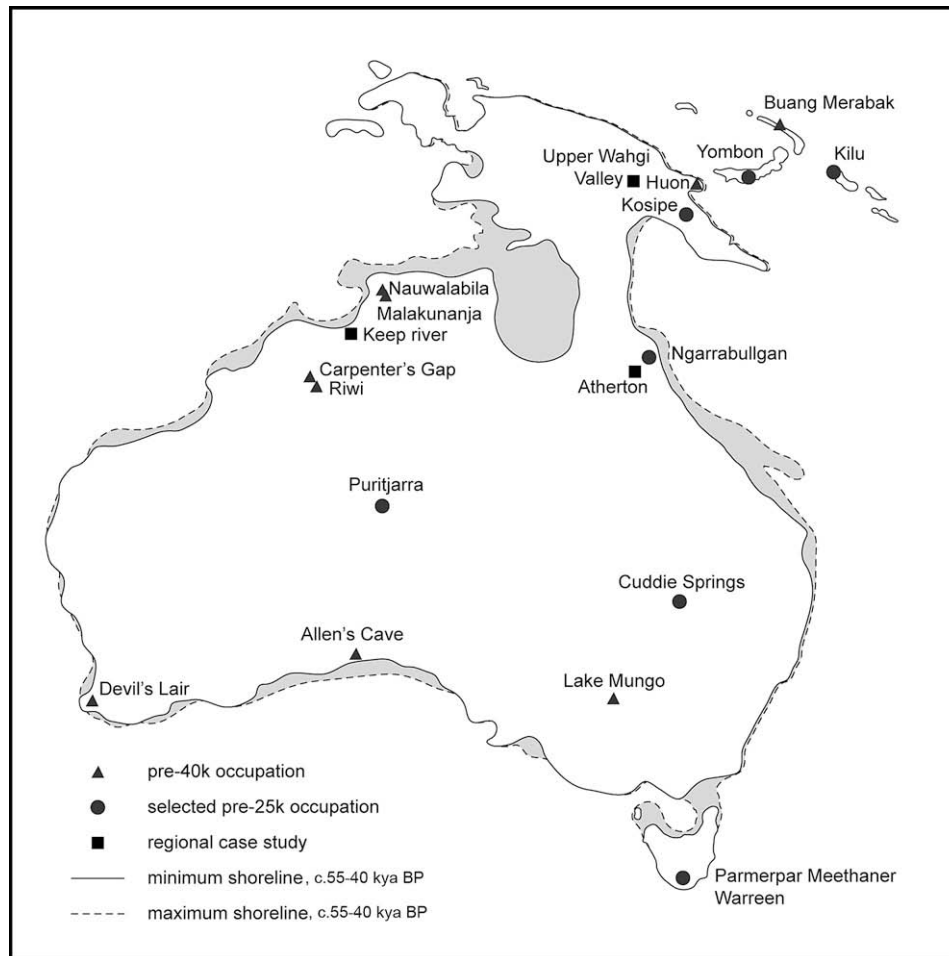 Buang Merabak
Yombon
Kilu
Upper Wahgi
Valley
Huon
Kosipe
Nauwalabila
Malakunanja
Keep river
Ngarrabullgan
Carpenter's Gap
Riwi
Atherton
Puritjarra
Cuddie Springs
Allen's Cave
Lake Mungo
Devil's Lair
pre-40k occupation
selected pre-25k occupation
regional case study
minimum shoreline, c.55-40 kya BP
maximum shoreline, c.55-40 kya BP
Parmerpar Meethaner
Warreen